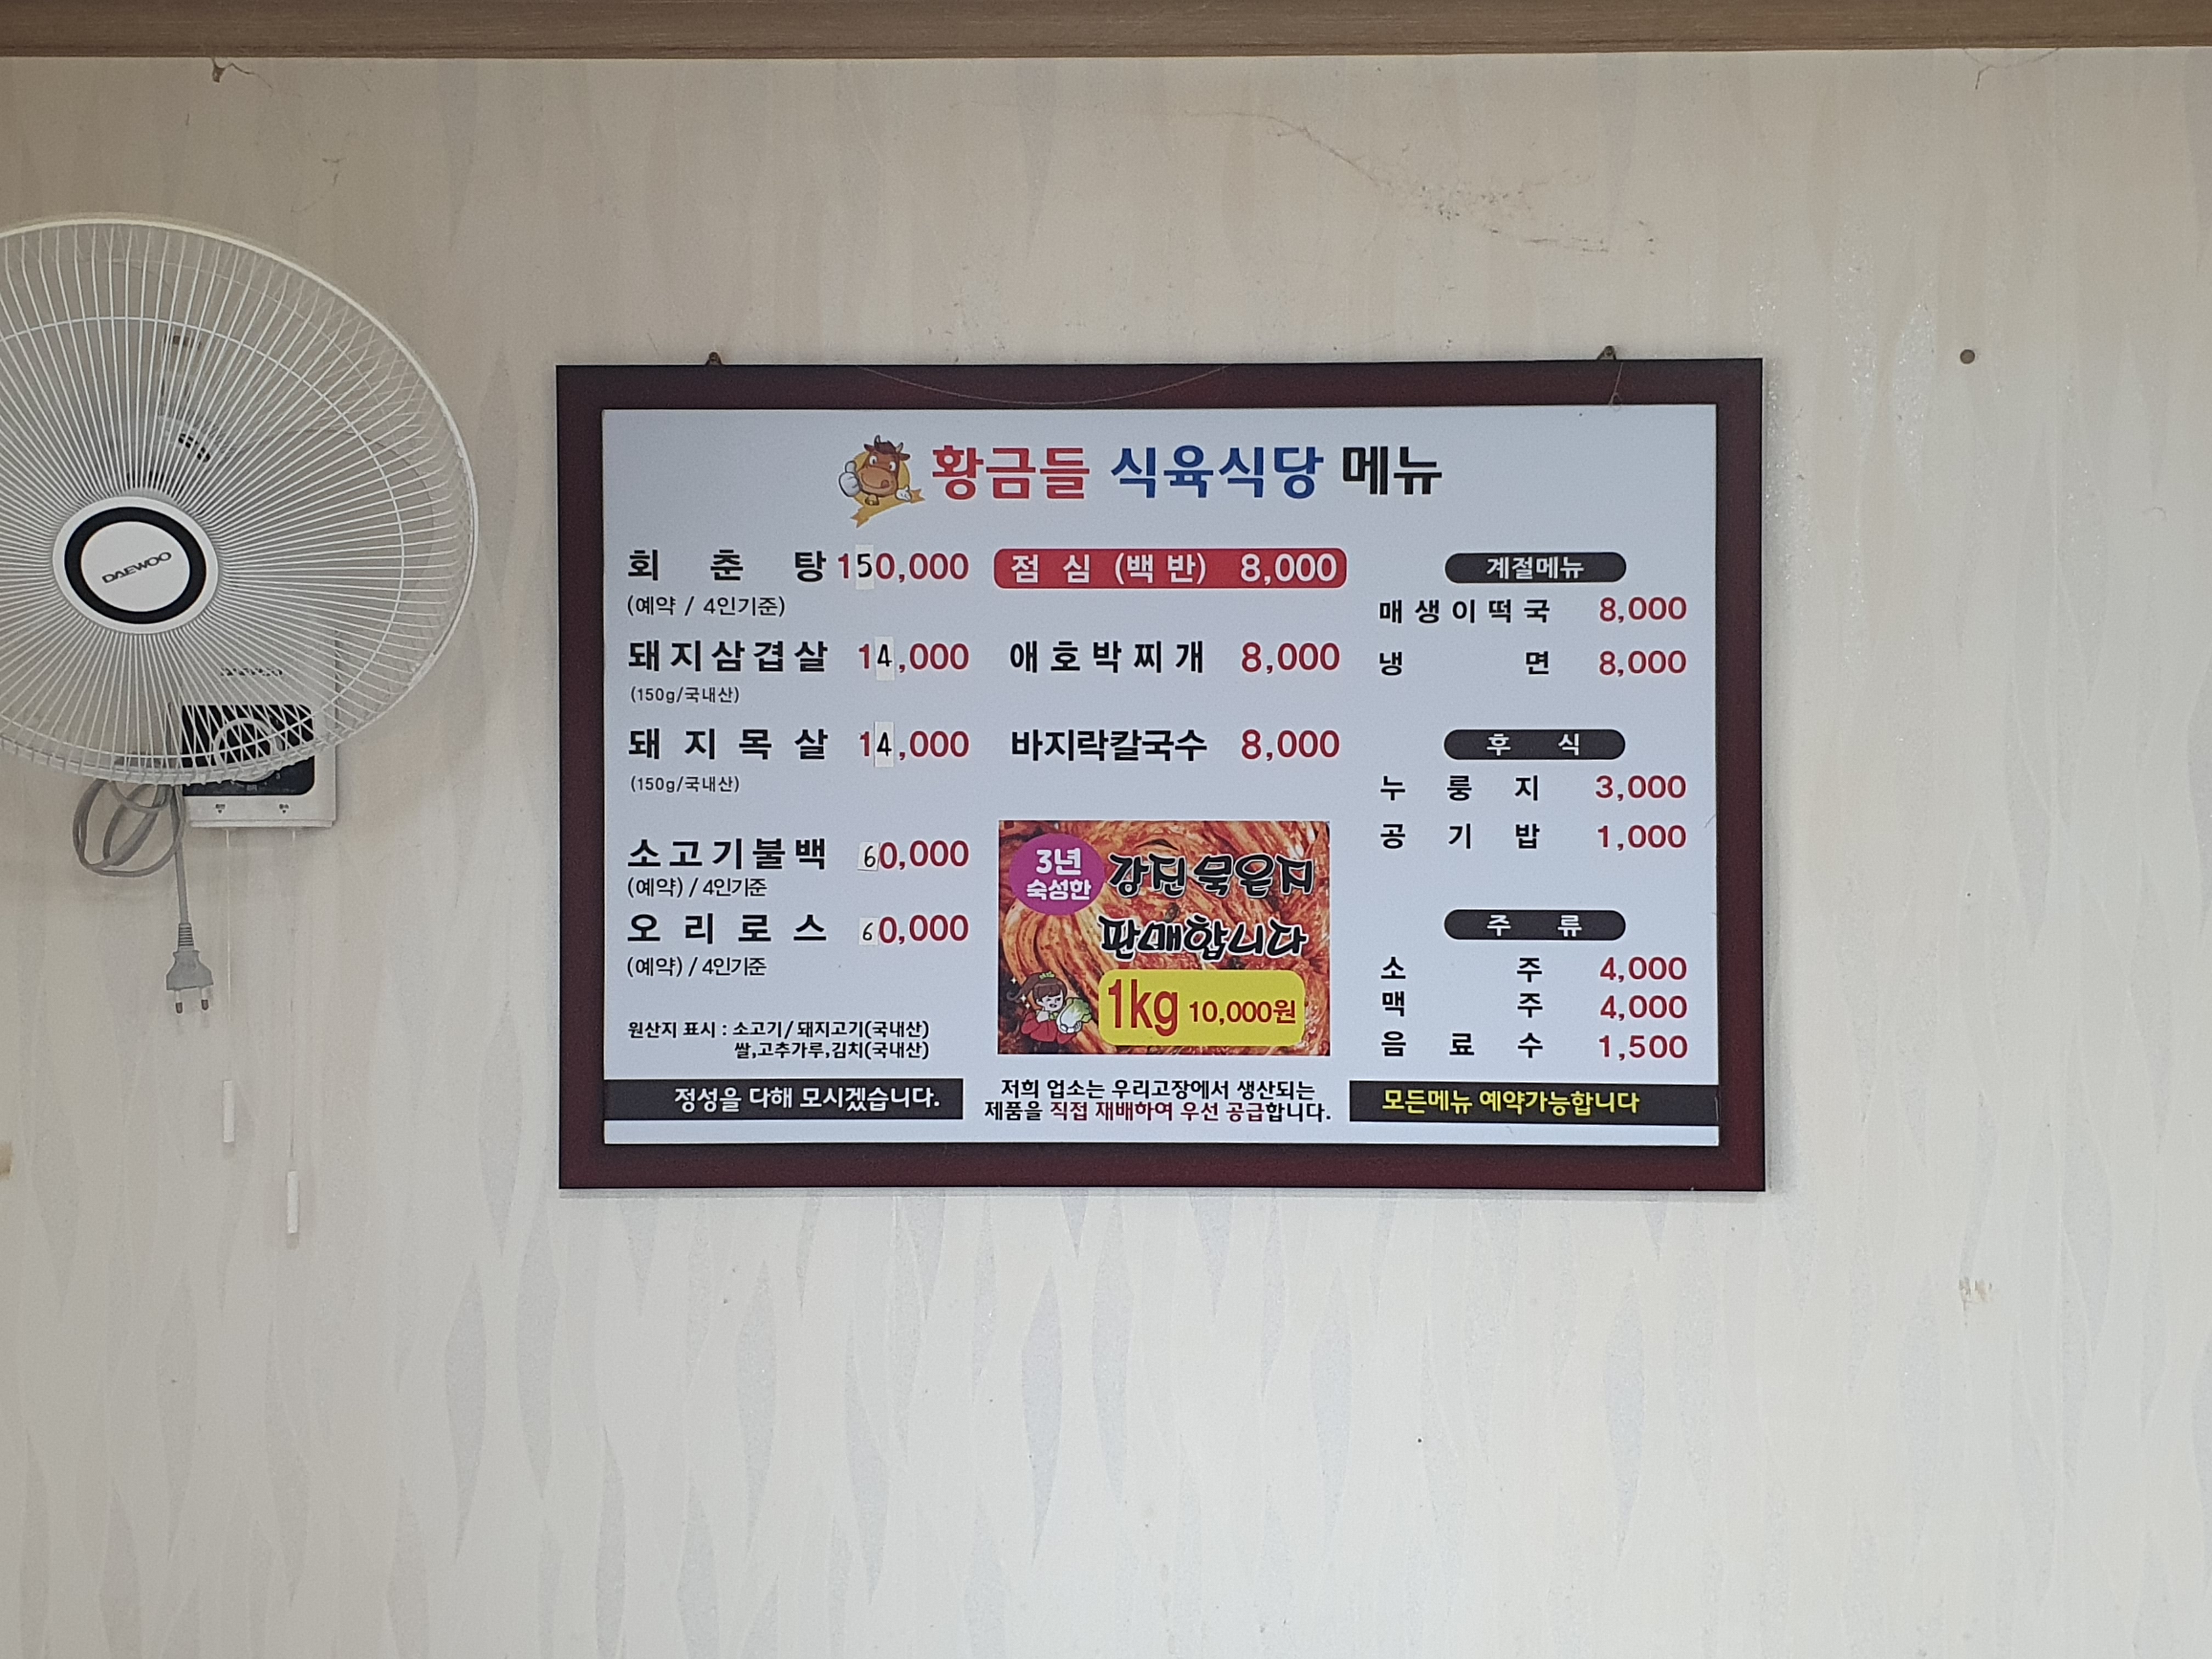 황금들 식육식당 메뉴
회춘탕 150,000
(예약 / 4인기준)
돼지삼겹살 14,000
(150g/국내산)
돼지목살 14,000
(150g/국내산)
소고기불백 60,000
(예약) / 4인기준
오리로스 60,000
(예약) / 4인기준
원산지 표시 : 소고기/돼지고기(국내산)
쌀,고추가루,김치(국내산)
정성을 다해 모시겠습니다.
점심 (백반) 8,000
애호박찌개 8,000
바지락칼국수 8,000
3년
숙성한
강진묵은지
판매합니다
1kg 10,000원
저희 업소는 우리고장에서 생산되는
제품을 직접 재배하여 우선 공급합니다.
계절메뉴
매생이떡국 8,000
냉면 8,000
후식
누룽지 3,000
공기밥 1,000
주류
소주 4,000
맥주 4,000
음료수 1,500
모든메뉴 예약가능합니다
DAEWOO